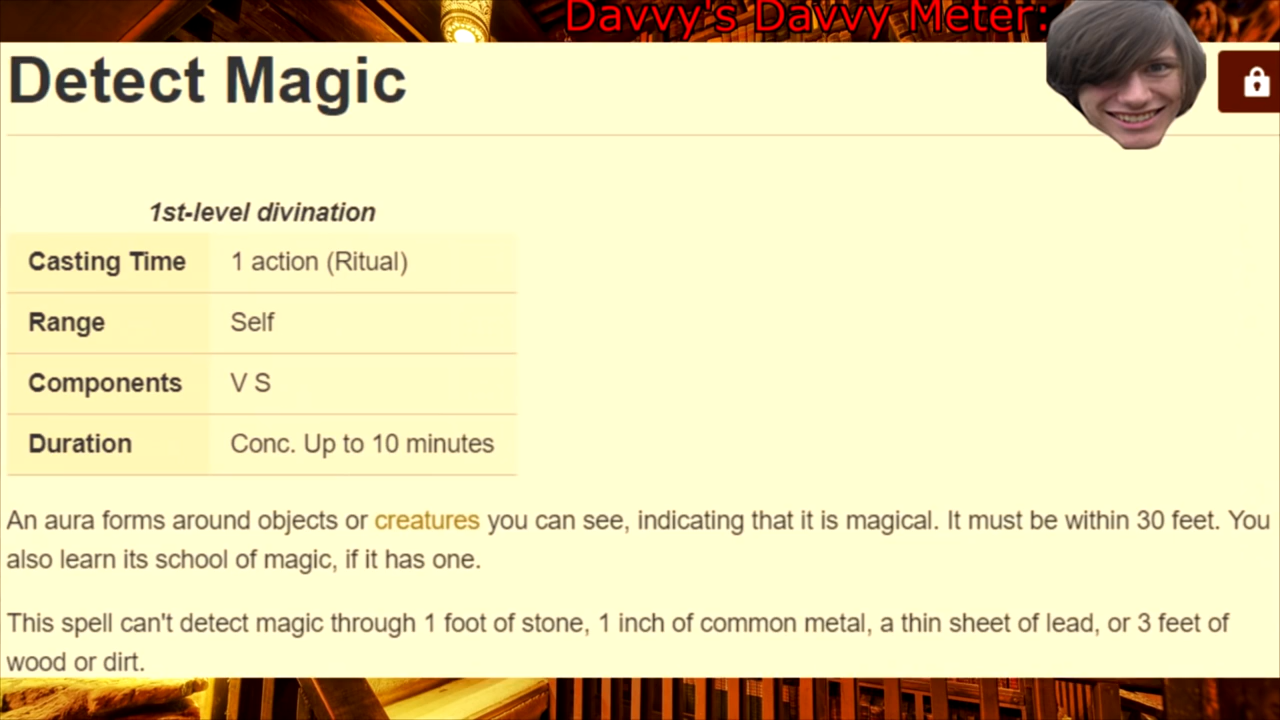 Davvy's Davvy Meter:
Detect Magic
1st-level divination
Casting Time 1 action (Ritual)
Range Self
Components V S
Duration Conc. Up to 10 minutes
An aura forms around objects or creatures you can see, indicating that it is magical. It must be within 30 feet. You
also learn its school of magic, if it has one.
This spell can't detect magic through 1 foot of stone, 1 inch of common metal, a thin sheet of lead, or 3 feet of
wood or dirt.